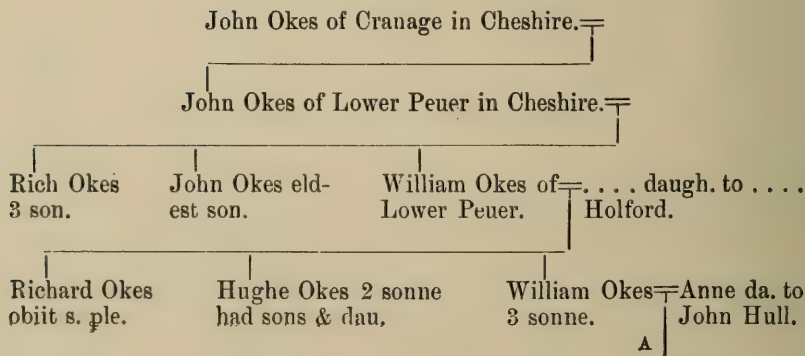 John Okes of Cranage in Cheshire.
John Okes of Lower Peuer in Cheshire.
Rich Okes
3 son.
John Okes eld-
est son.
William Okes of
Lower Peuer.
.... daugh. to ....
Holford.
Richard Okes
obiit s. ple.
Hughe Okes 2 sonne
had sons & dau.
William Okes
3 sonne.
Anne da. to
John Hull.
A